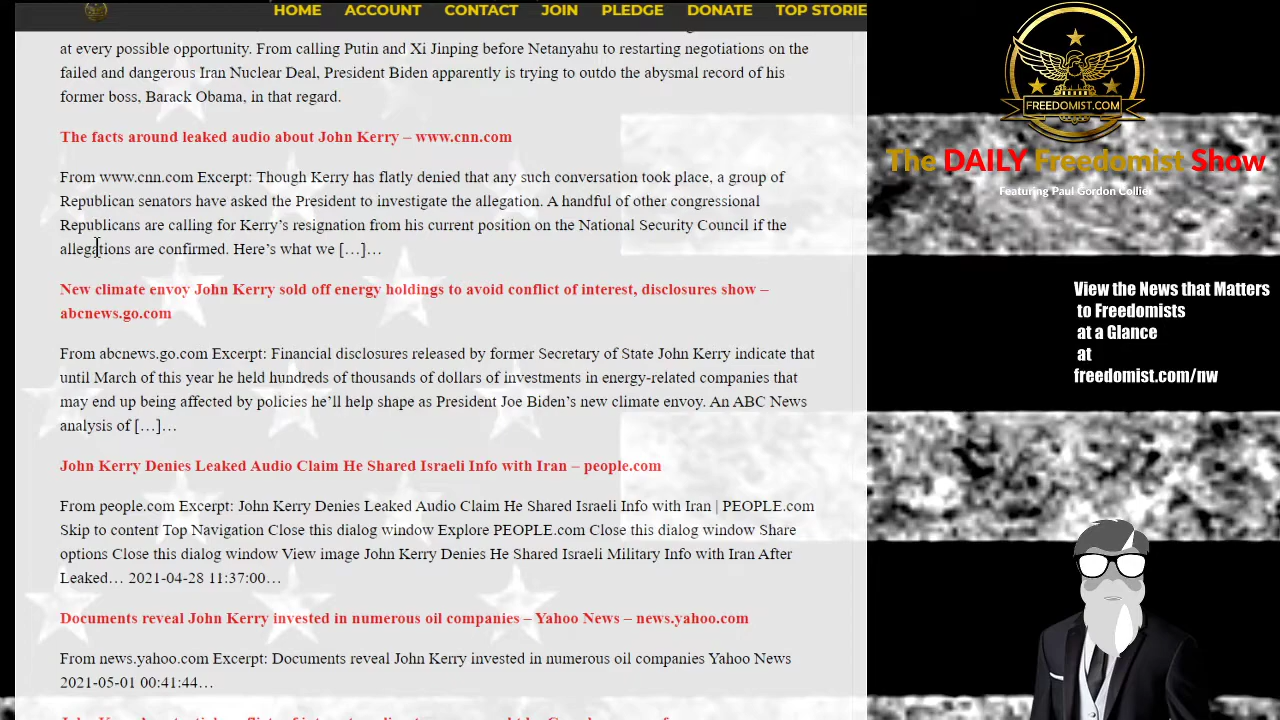 HOME ACCOUNT CONTACT JOIN PLEDGE DONATE TOP STORIE
at every possible opportunity. From calling Putin and Xi Jinping before Netanyahu to restarting negotiations on the
failed and dangerous Iran Nuclear Deal, President Biden apparently is trying to outdo the abysmal record of his
former boss, Barack Obama, in that regard.
The facts around leaked audio about John Kerry – www.cnn.com
From www.cnn.com Excerpt: Though Kerry has flatly denied that any such conversation took place, a group of
Republican senators have asked the President to investigate the allegation. A handful of other congressional
Republicans are calling for Kerry’s resignation from his current position on the National Security Council if the
allegations are confirmed. Here’s what we […]…
New climate envoy John Kerry sold off energy holdings to avoid conflict of interest, disclosures show –
abcnews.go.com
From abcnews.go.com Excerpt: Financial disclosures released by former Secretary of State John Kerry indicate that
until March of this year he held hundreds of thousands of dollars of investments in energy-related companies that
may end up being affected by policies he’ll help shape as President Joe Biden’s new climate envoy. An ABC News
analysis of […]…
John Kerry Denies Leaked Audio Claim He Shared Israeli Info with Iran – people.com
From people.com Excerpt: John Kerry Denies Leaked Audio Claim He Shared Israeli Info with Iran | PEOPLE.com
Skip to content Top Navigation Close this dialog window Explore PEOPLE.com Close this dialog window Share
options Close this dialog window View image John Kerry Denies He Shared Israeli Military Info with Iran After
Leaked… 2021-04-28 11:37:00…
Documents reveal John Kerry invested in numerous oil companies – Yahoo News – news.yahoo.com
From news.yahoo.com Excerpt: Documents reveal John Kerry invested in numerous oil companies Yahoo News
2021-05-01 00:41:44…
FREEDOMIST.COM
The DAILY Freedomist Show
Featuring Paul Gordon Collie
View the News that Matters
to Freedomists
at a Glance
at
freedomist.com/nw